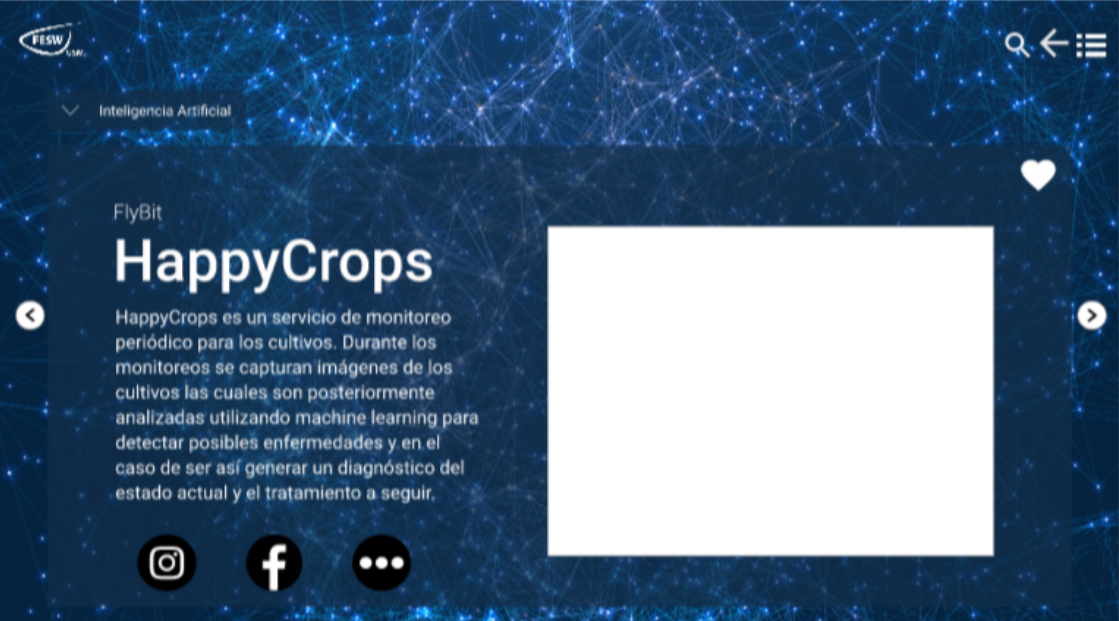 FESW
USM.
Inteligencia Artificial
FlyBit
HappyCrops
HappyCrops es un servicio de monitoreo
periódico para los cultivos. Durante los
monitoreos se capturan imágenes de los
cultivos las cuales son posteriormente
analizadas utilizando machine learning para
detectar posibles enfermedades y en el
caso de ser así generar un diagnóstico del
estado actual y el tratamiento a seguir.